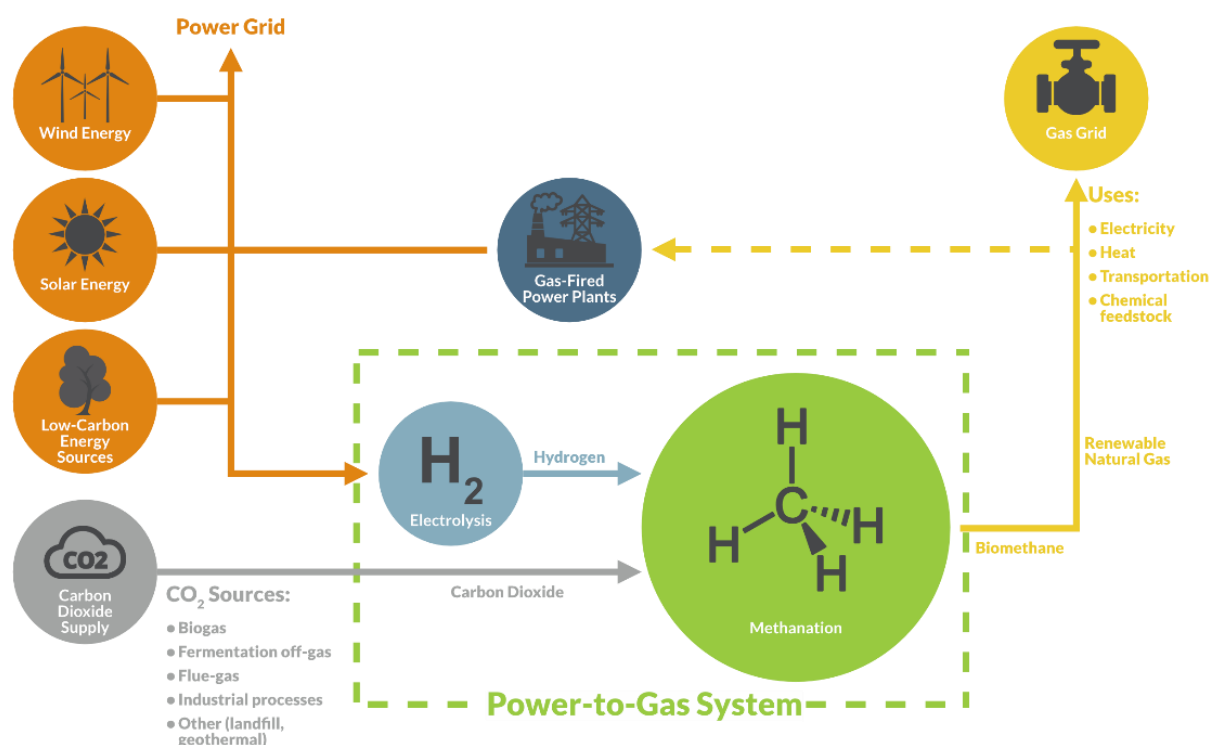 Power Grid
Wind Energy
Gas Grid
Solar Energy
Gas-Fired
Power Plants
Uses:
● Electricity
● Heat
● Transportation
● Chemical
feedstock
Low-Carbon
Energy
Sources
H2
Electrolysis
Hydrogen
H
C
H
H
H
Methanation
Renewable
Natural Gas
Biomethane
CO2
Carbon
Dioxide
Supply
Carbon Dioxide
CO2 Sources:
● Biogas
● Fermentation off-gas
● Flue-gas
● Industrial processes
● Other (landfill,
geothermal)
Power-to-Gas System